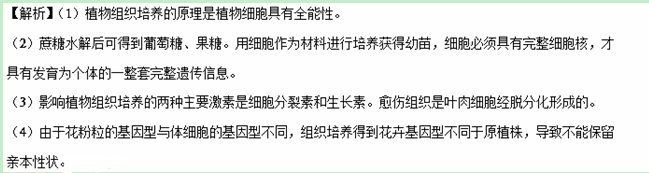 【解析】（1）植物组织培养的原理是植物细胞具有全能性。
（2）蔗糖水解后可得到葡萄糖、果糖。用细胞作为材料进行培养获得幼苗，细胞必须具有完整细胞核，才
具有发育为个体的一整套完整遗传信息。
（3）影响植物组织培养的两种主要激素是细胞分裂素和生长素。愈伤组织是叶肉细胞经脱分化形成的。
（4）由于花粉粒的基因型与体细胞的基因型不同，组织培养得到花卉基因型不同于原植株，导致不能保留
亲本性状。